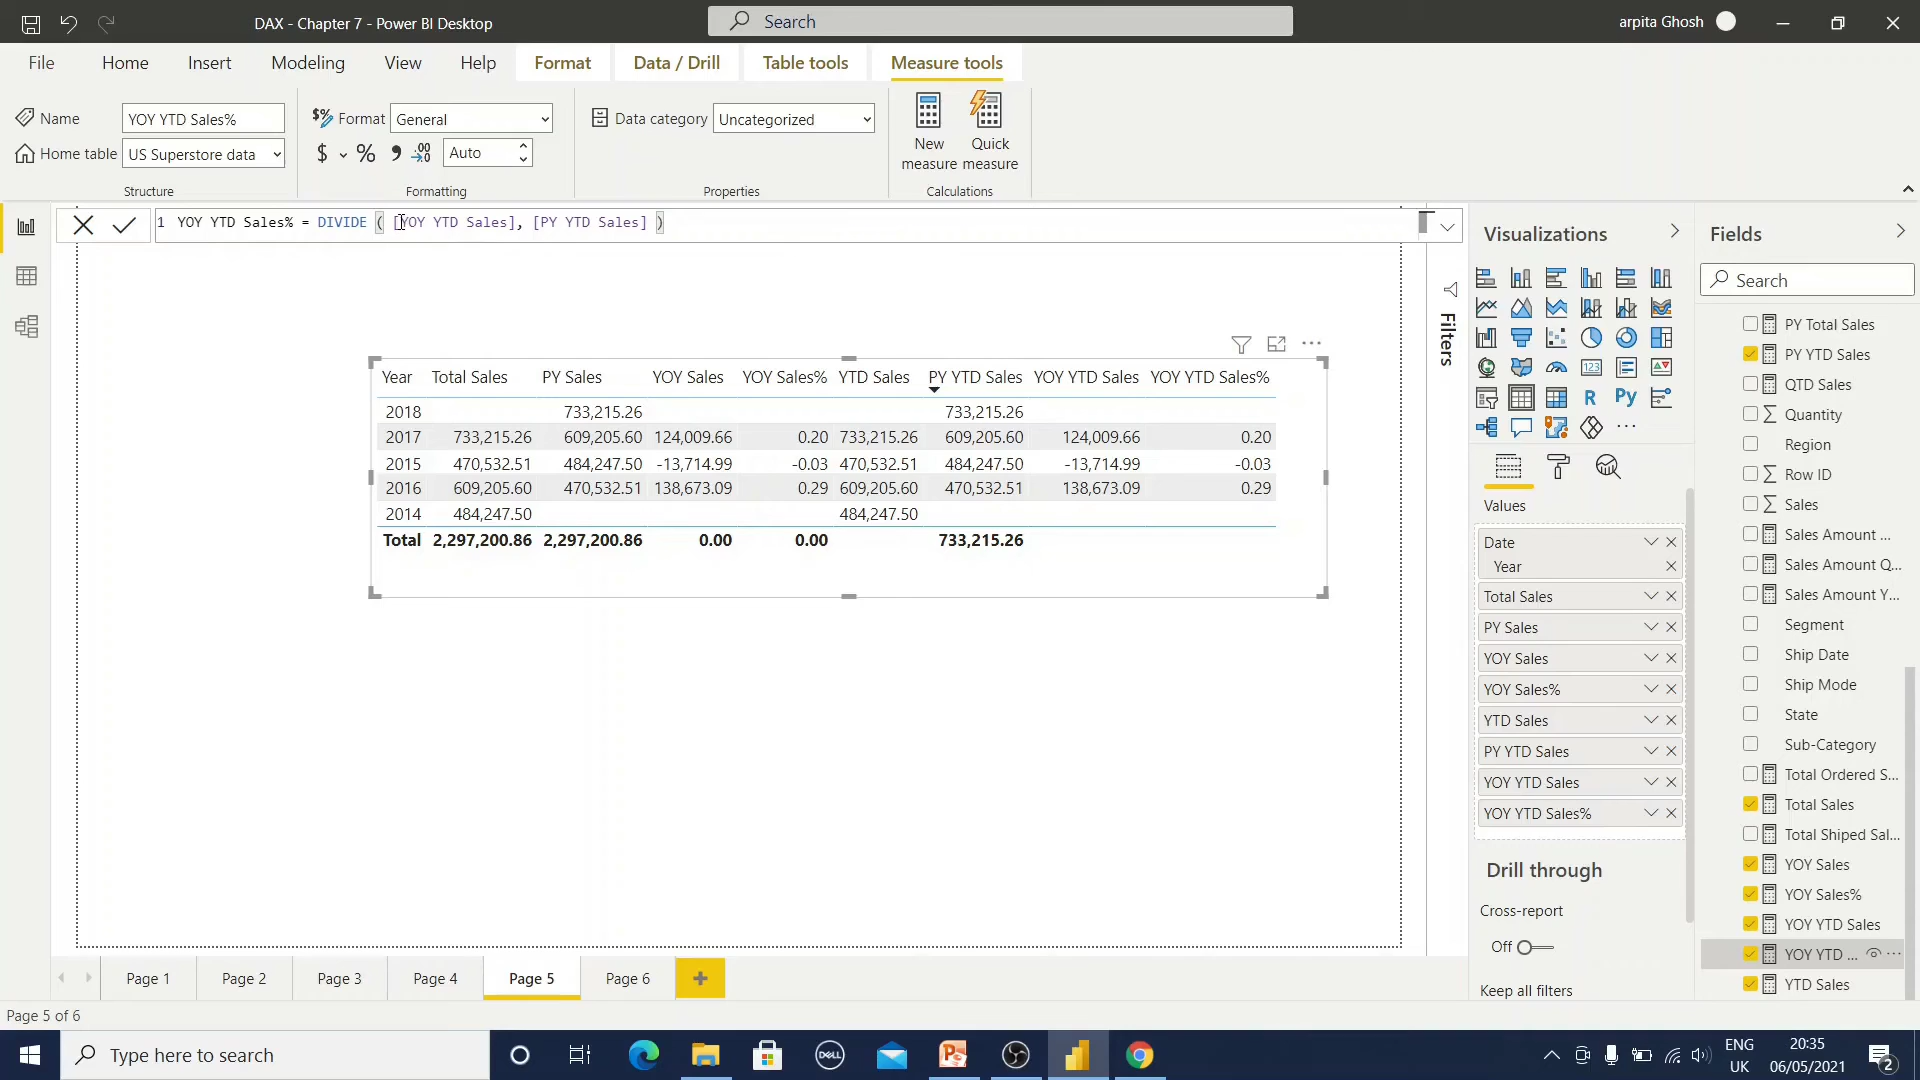 DAX - Chapter 7 - Power BI Desktop
Search
arpita Ghosh
File Home Insert Modeling View Help Format Data / Drill Table tools Measure tools
Name YOY YTD Sales%
Home table US Superstore data
Structure
Format General
$ % Auto
Formatting
Data category Uncategorized
Properties
New measure
Quick measure
Calculations
1 YOY YTD Sales% = DIVIDE ( [YOY YTD Sales], [PY YTD Sales] )
Year Total Sales PY Sales YOY Sales YOY Sales% YTD Sales PY YTD Sales YOY YTD Sales YOY YTD Sales%
2018 733,215.26 733,215.26
2017 733,215.26 609,205.60 124,009.66 0.20 733,215.26 609,205.60 124,009.66 0.20
2015 470,532.51 484,247.50 -13,714.99 -0.03 470,532.51 484,247.50 -13,714.99 -0.03
2016 609,205.60 470,532.51 138,673.09 0.29 609,205.60 470,532.51 138,673.09 0.29
2014 484,247.50 484,247.50
Total 2,297,200.86 2,297,200.86 0.00 0.00 733,215.26
Filters
Visualizations
R Py
123
Values
Date
Year
Total Sales
PY Sales
YOY Sales
YOY Sales%
YTD Sales
PY YTD Sales
YOY YTD Sales
YOY YTD Sales%
Drill through
Cross-report
Off
Keep all filters
Fields
Search
PY Total Sales
PY YTD Sales
QTD Sales
Quantity
Region
Row ID
Sales
Sales Amount ...
Sales Amount Q...
Sales Amount Y...
Segment
Ship Date
Ship Mode
State
Sub-Category
Total Ordered S...
Total Sales
Total Shiped Sal...
YOY Sales
YOY Sales%
YOY YTD Sales
YOY YTD ...
YTD Sales
Page 1 Page 2 Page 3 Page 4 Page 5 Page 6
Page 5 of 6
Type here to search
DELL
ENG
UK
20:35
06/05/2021
2